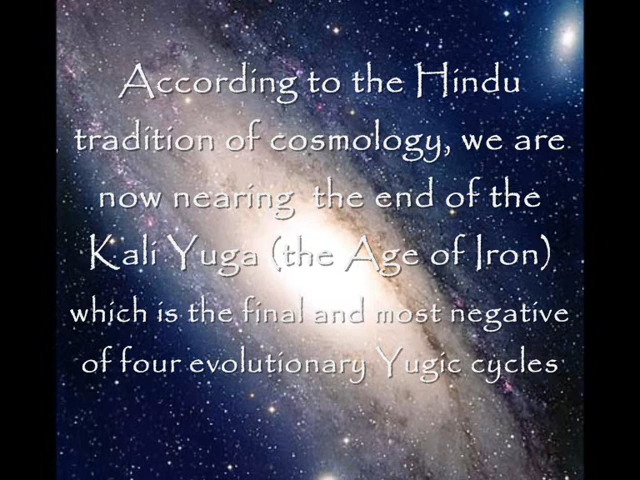 According to the Hindu
tradition of cosmology, we are
now nearing the end of the
Kali Yuga (the Age of Iron)
which is the final and most negative
of four evolutionary Yugic cycles